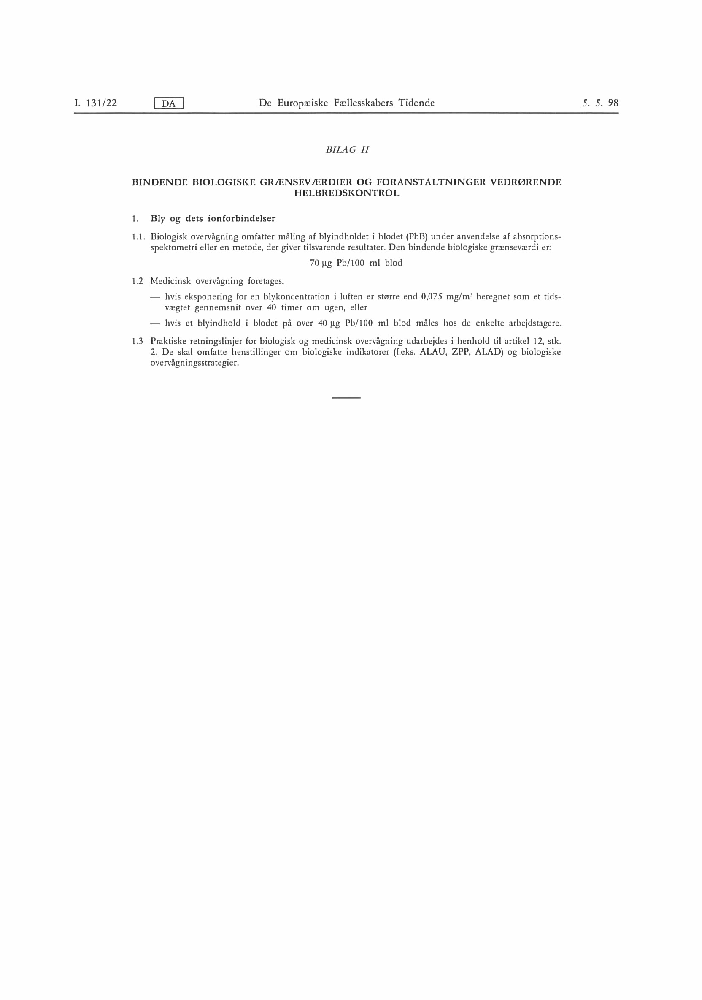 L 131/22 DA De Europæiske Fællesskabers Tidende 5. 5. 98
BILAG II
BINDENDE BIOLOGISKE GRÆNSEVÆRDIER OG FORANSTALTNINGER VEDRØRENDE
HELBREDSKONTROL
1. Bly og dets ionforbindelser
1.1. Biologisk overvågning omfatter måling af blyindholdet i blodet (PbB) under anvendelse af absorptions-
spektometri eller en metode, der giver tilsvarende resultater. Den bindende biologiske grænseværdi er:
70 µg Pb/100 ml blod
1.2 Medicinsk overvågning foretages,
— hvis eksponering for en blykoncentration i luften er større end 0,075 mg/m³ beregnet som et tids-
vægtet gennemsnit over 40 timer om ugen, eller
— hvis et blyindhold i blodet på over 40 µg Pb/100 ml blod måles hos de enkelte arbejdstagere.
1.3 Praktiske retningslinjer for biologisk og medicinsk overvågning udarbejdes i henhold til artikel 12, stk.
2. De skal omfatte henstillinger om biologiske indikatorer (f.eks. ALAU, ZPP, ALAD) og biologiske
overvågningsstrategier.